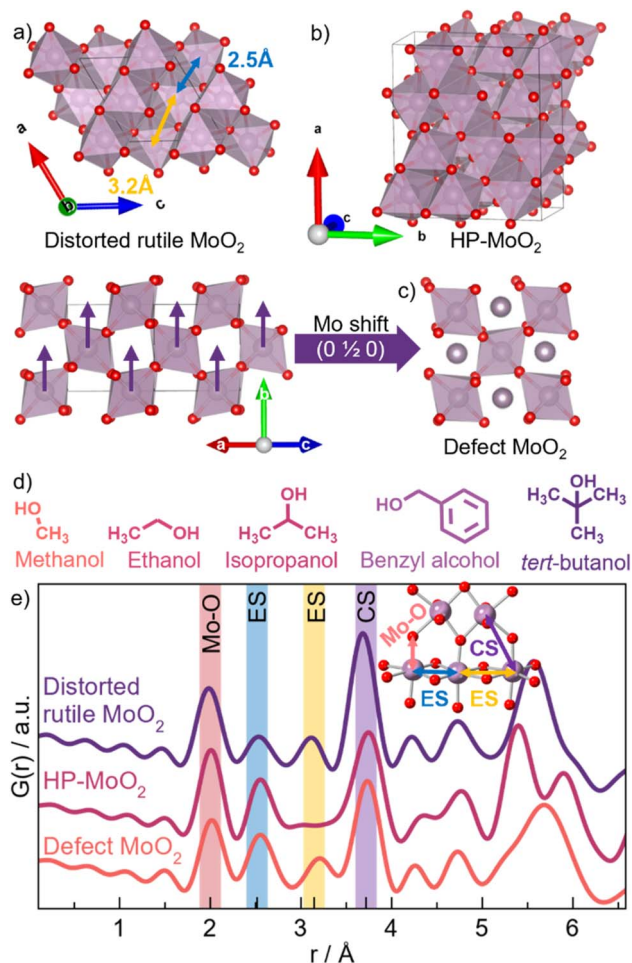 a)
2.5Å
3.2Å
a
b
c
Distorted rutile MoO₂
b)
a
c
b
HP-MoO₂
Mo shift
(0 ½ 0)
b
a
c
c)
Defect MoO₂
d)
HO
CH₃
Methanol
H₃C
OH
Ethanol
OH
H₃C
CH₃
Isopropanol
HO
Benzyl alcohol
OH
H₃C
CH₃
CH₃
tert-butanol
e)
Mo-O
ES
ES
CS
Mo-O
CS
ES
ES
Distorted
rutile MoO₂
HP-MoO₂
Defect MoO₂
G(r) / a.u.
1
2
3
4
5
6
r / Å